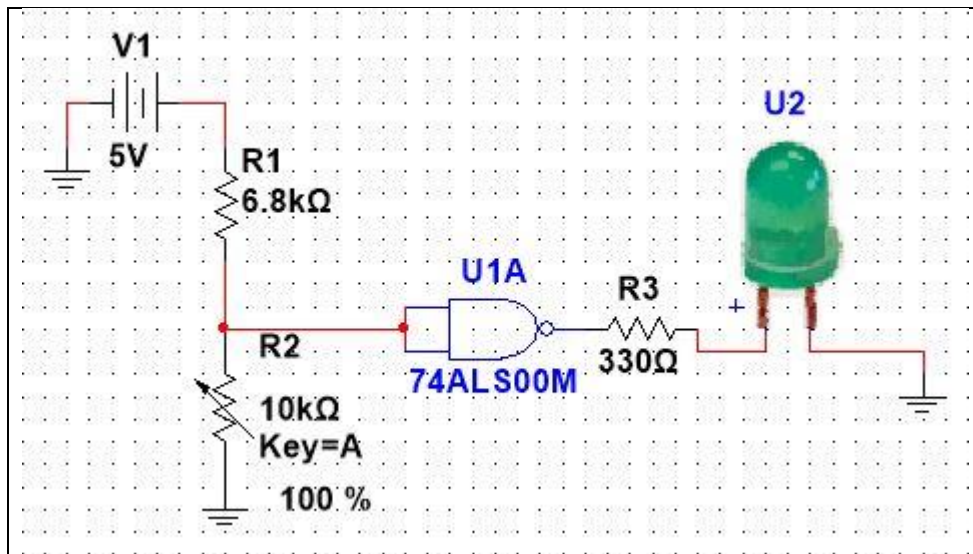 V1
5V
R1
6.8kΩ
U2
U1A
R3
+
R2
330Ω
74ALS00M
10kΩ
Key=A
100 %